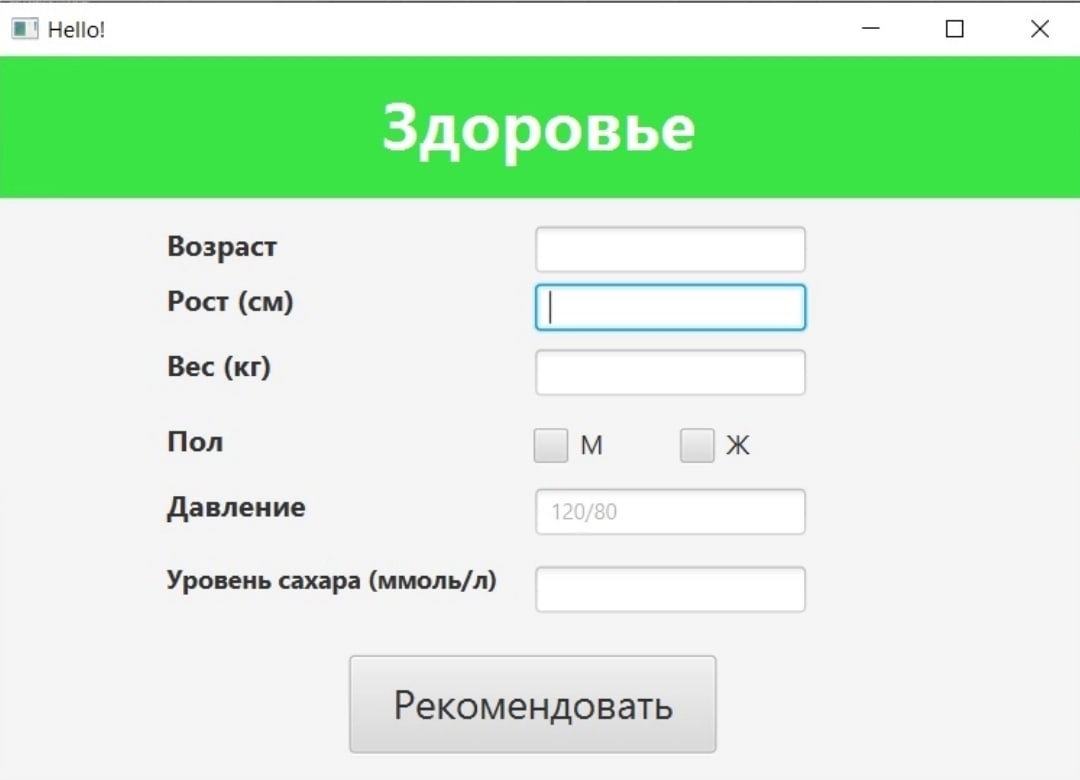 Hello!
Здоровье
Возраст
Рост (см)
Вес (кг)
Пол М Ж
Давление 120/80
Уровень сахара (ммоль/л)
Рекомендовать